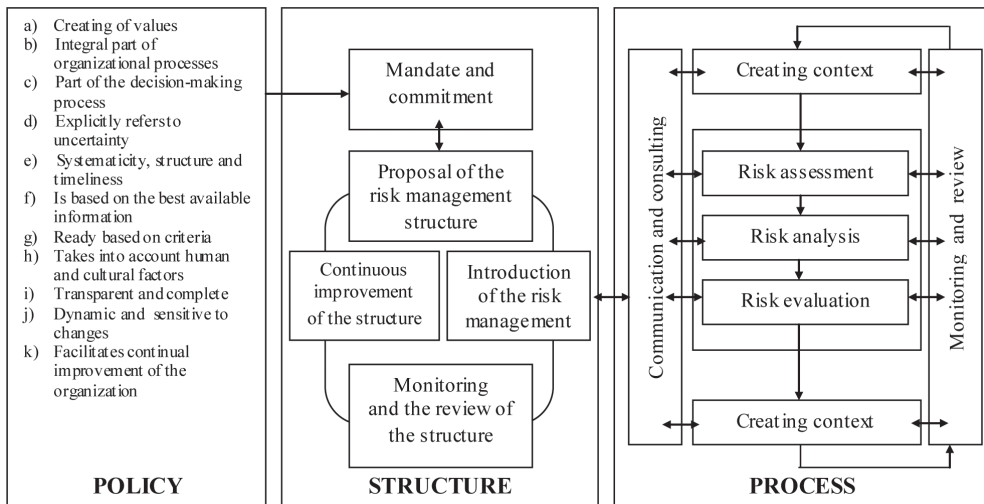 a) Creating of values
b) Integral part of
organizational processes
c) Part of the decision-making
process
d) Explicitly refers to
uncertainty
e) Systematicity, structure and
timeliness
f) Is based on the best available
information
g) Ready based on criteria
h) Takes into account human
and cultural factors
i) Transparent and complete
j) Dynamic and sensitive to
changes
k) Facilitates continual
improvement of the
organization
POLICY
Mandate and
commitment
Proposal of the
risk management
structure
Continuous
improvement
of the structure
Introduction
of the risk
management
Monitoring
and the review of
the structure
STRUCTURE
Communication and consulting
Creating context
Risk assessment
Risk analysis
Risk evaluation
Creating context
Monitoring and review
PROCESS